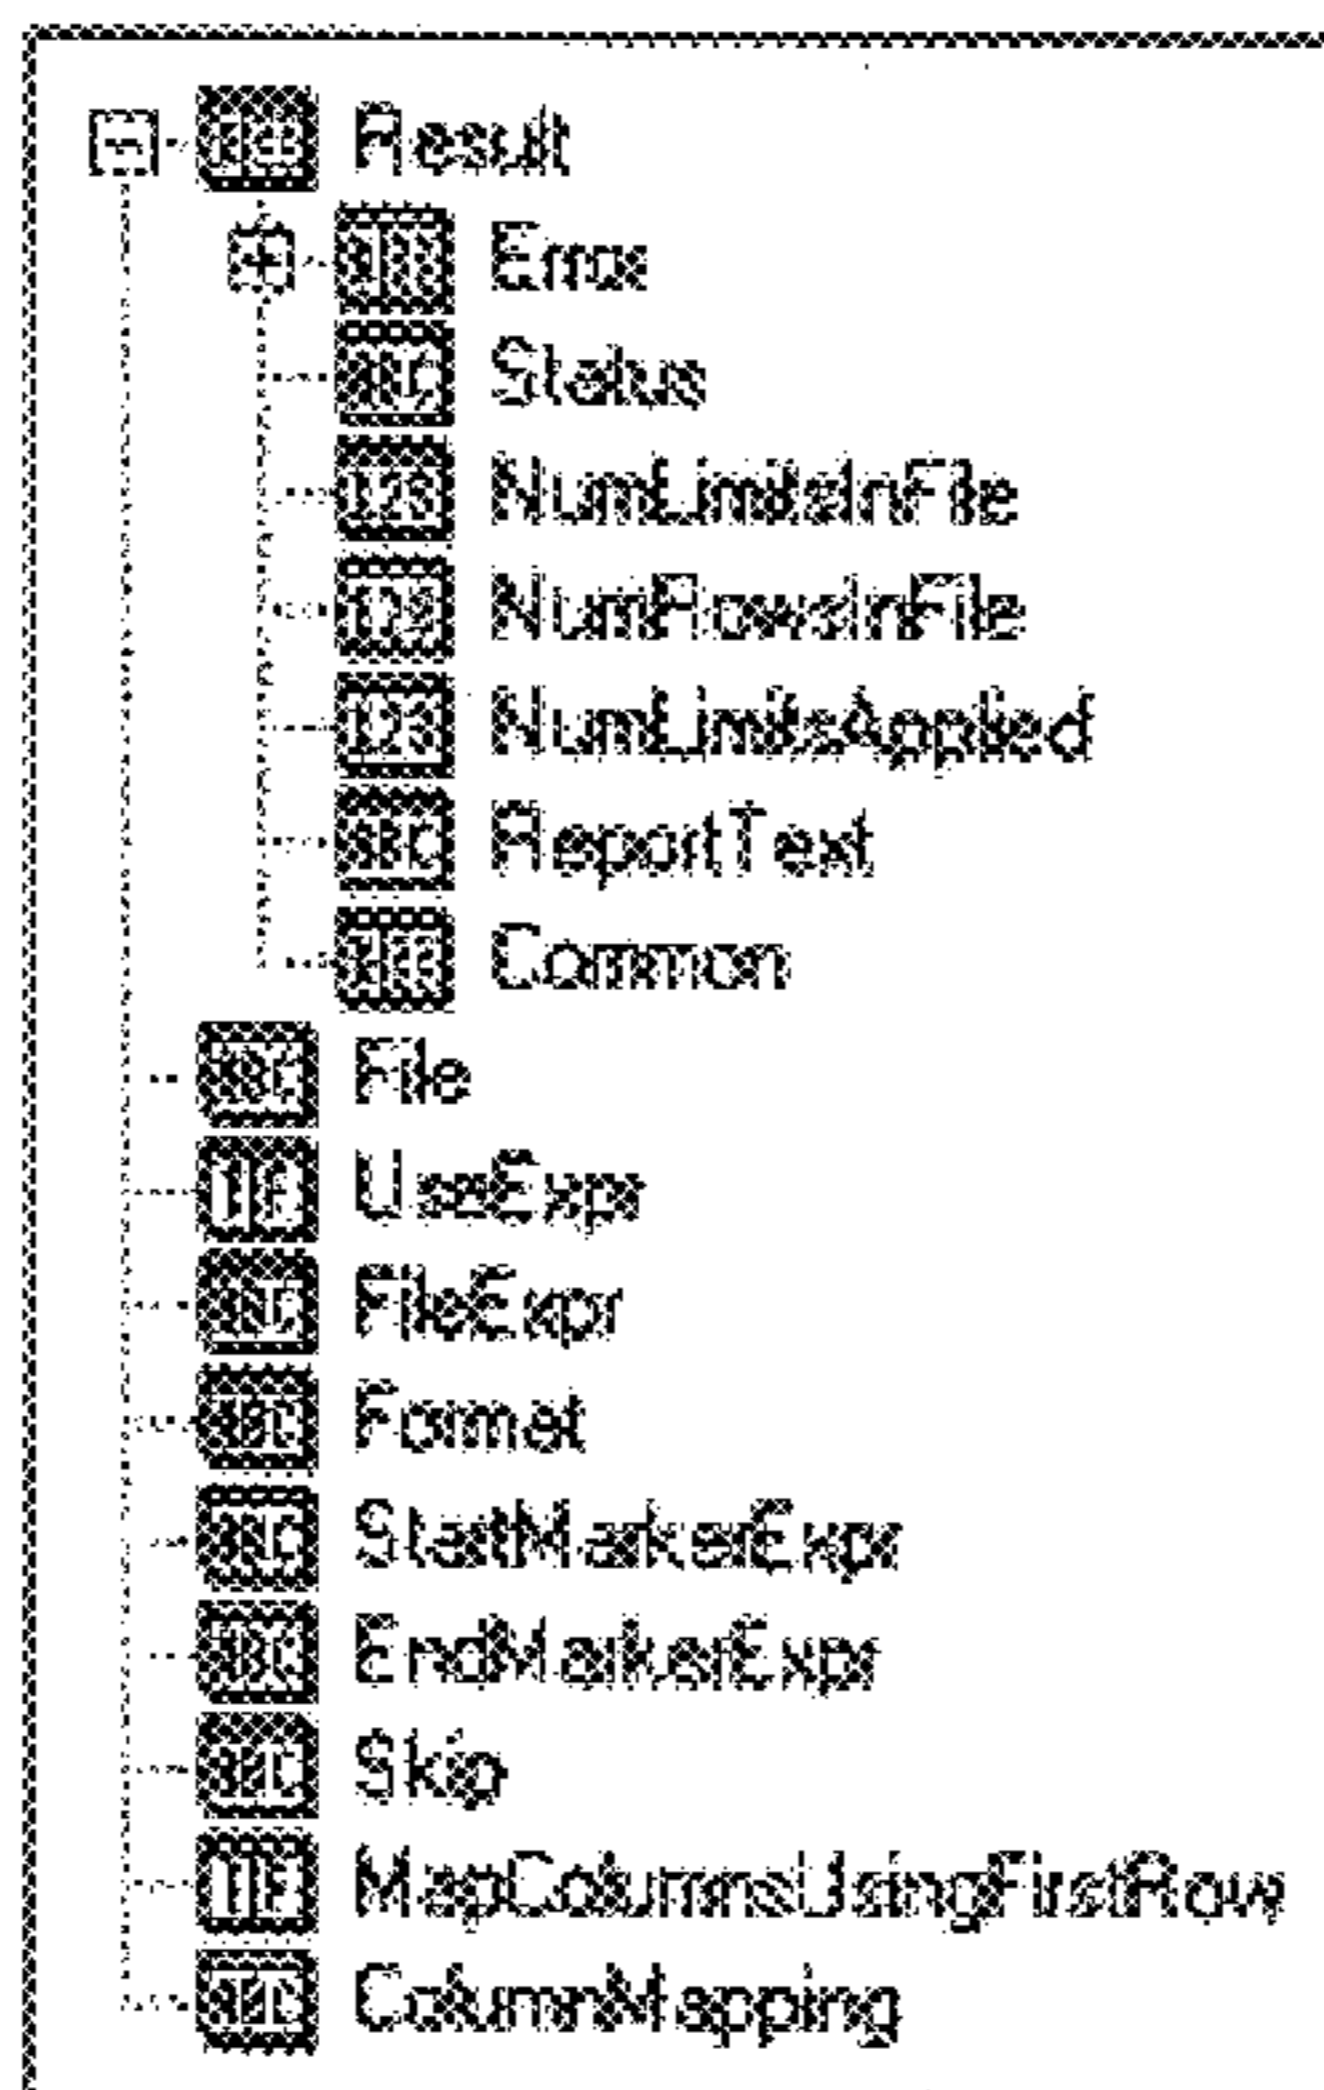 Result
Error
Status
NumLimitsInFile
NumRowsInFile
NumLimitsApplied
ReportText
Common
File
UseExpr
FileExpr
Format
StartMarkerExpr
EndMarkerExpr
Skip
MapColumnsUsingFirstRow
ColumnMapping